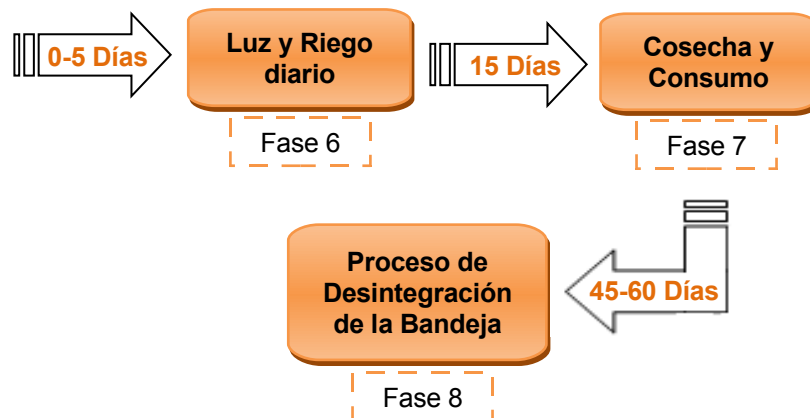 0-5 Días
Luz y Riego
diario
Fase 6
15 Días
Cosecha y
Consumo
Fase 7
45-60 Días
Proceso de
Desintegración
de la Bandeja
Fase 8